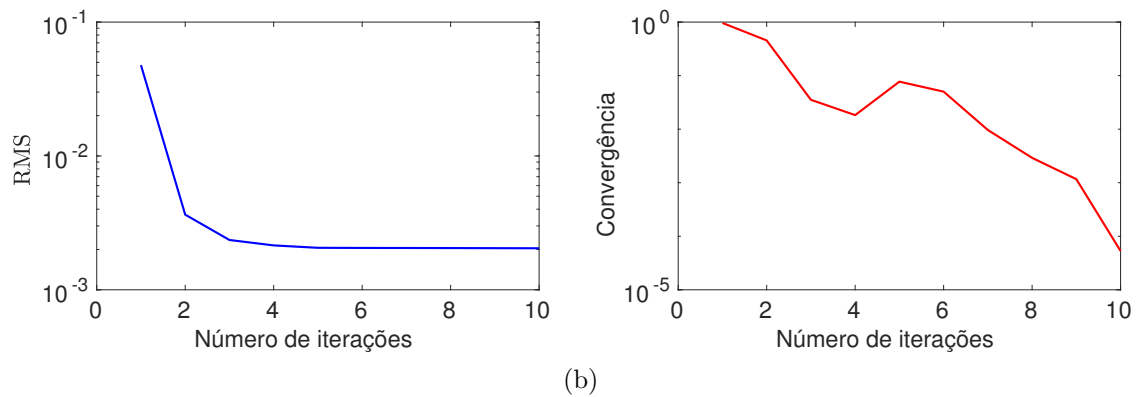 10^-1
10^-2
10^-3
RMS
0 2 4 6 8 10
Número de iterações
10^0
10^-5
Convergência
0 2 4 6 8 10
Número de iterações
(b)